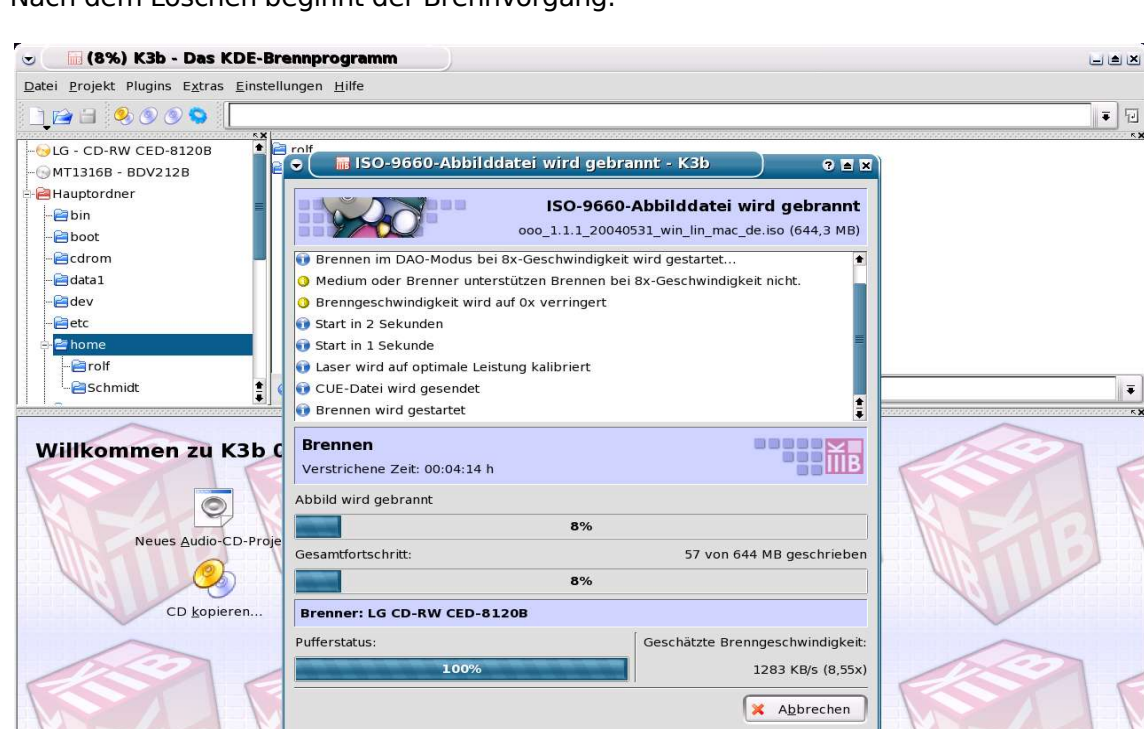 Nach dem Löschen beginnt der Brennvorgang:
(8%) K3b - Das KDE-Brennprogramm
Datei Projekt Plugins Extras Einstellungen Hilfe
LG - CD-RW CED-8120B
MT1316B - BDV212B
Hauptordner
bin
boot
cdrom
data1
dev
etc
home
rolf
Schmidt
rolf
ISO-9660-Abbilddatei wird gebrannt - K3b
ISO-9660-Abbilddatei wird gebrannt
ooo_1.1.1_20040531_win_lin_mac_de.iso (644,3 MB)
Brennen im DAO-Modus bei 8x-Geschwindigkeit wird gestartet...
Medium oder Brenner unterstützen Brennen bei 8x-Geschwindigkeit nicht.
Brenngeschwindigkeit wird auf 0x verringert
Start in 2 Sekunden
Start in 1 Sekunde
Laser wird auf optimale Leistung kalibriert
CUE-Datei wird gesendet
Brennen wird gestartet
Brennen
Verstrichene Zeit: 00:04:14 h
Abbild wird gebrannt
8%
Gesamtfortschritt: 57 von 644 MB geschrieben
8%
Brenner: LG CD-RW CED-8120B
Pufferstatus: Geschätzte Brenngeschwindigkeit:
100% 1283 KB/s (8,55x)
Abbrechen
Willkommen zu K3b
Neues Audio-CD-Proje
CD kopieren...